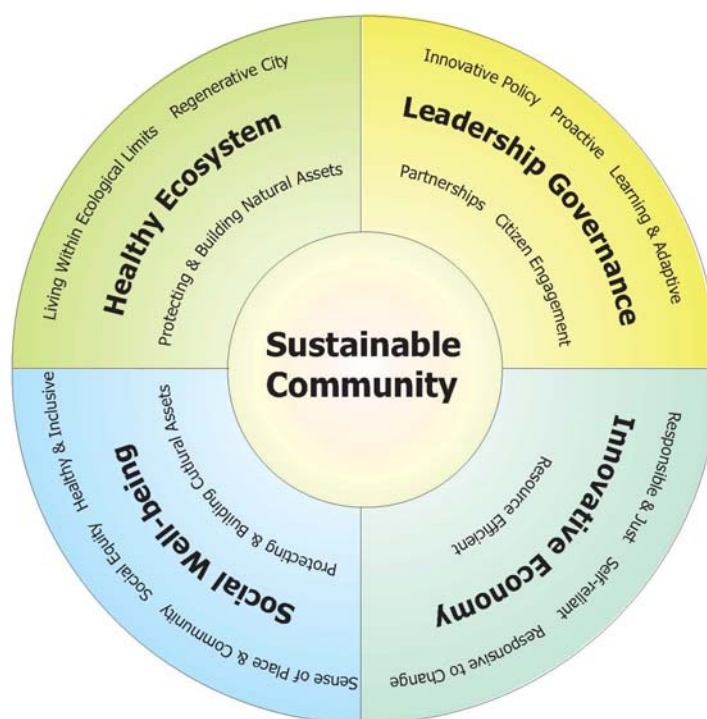 Living Within Ecological Limits Regenerative City
Healthy Ecosystem
Protecting & Building Natural Assets
Innovative Policy Proactive Learning & Adaptive
Leadership Governance
Partnerships Citizen Engagement
Sustainable
Community
Healthy & Inclusive Social Equity Sense of Place & Community
Social Well-being
Protecting & Building Cultural Assets
Responsible & Just Self-reliant Responsive to Change
Innovative Economy
Resource Efficient